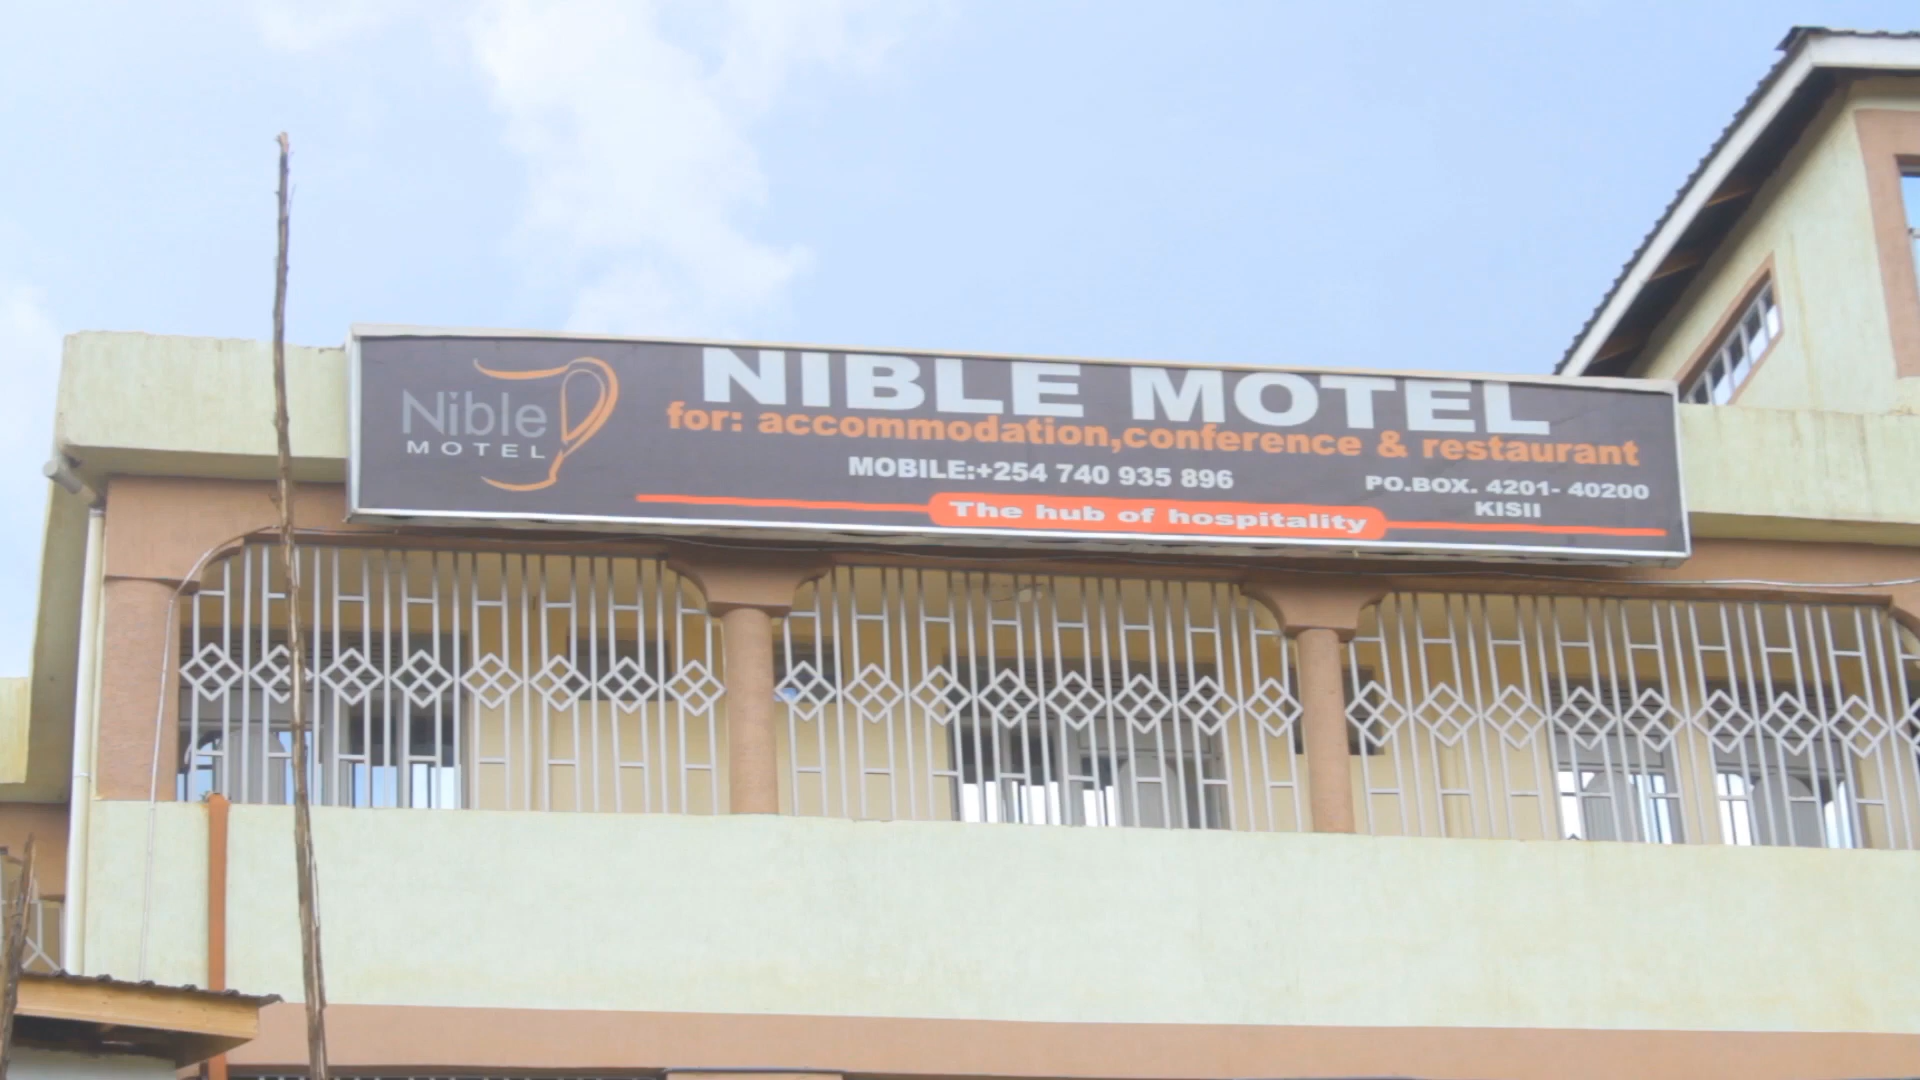 Nible
MOTEL
NIBLE MOTEL
for: accommodation,conference & restaurant
MOBILE:+254 740 935 896
PO.BOX. 4201- 40200
KISII
The hub of hospitality